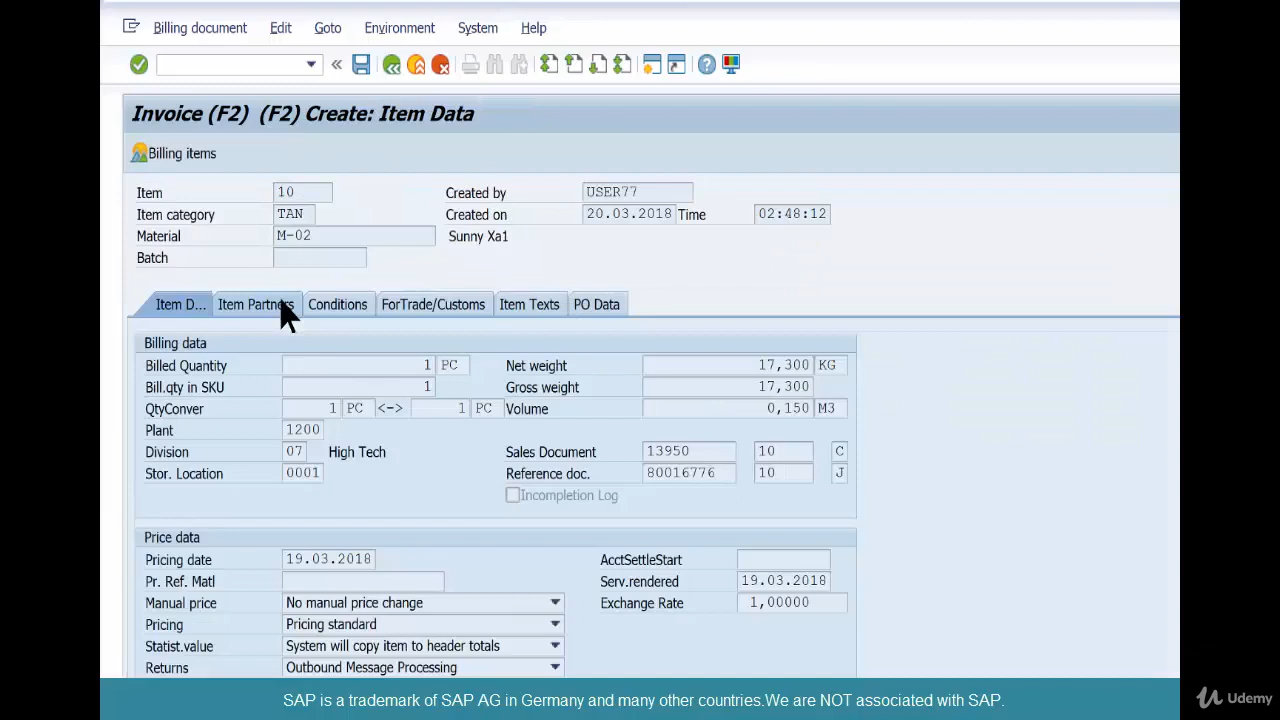 Billing document Edit Goto Environment System Help
Invoice (F2) (F2) Create: Item Data
Billing items
Item 10 Created by USER77
Item category TAN Created on 20.03.2018 Time 02:48:12
Material M-02 Sunny Xa1
Batch
Item D... Item Partners Conditions ForTrade/Customs Item Texts PO Data
Billing data
Billed Quantity 1 PC Net weight 17,300 KG
Bill.qty in SKU 1 Gross weight 17,300
QtyConver 1 PC <-> 1 PC Volume 0,150 M3
Plant 1200
Division 07 High Tech Sales Document 13950 10 C
Stor. Location 0001 Reference doc. 80016776 10 J
Incompletion Log
Price data
Pricing date 19.03.2018 AcctSettleStart
Pr. Ref. Matl Serv.rendered 19.03.2018
Manual price No manual price change Exchange Rate 1,00000
Pricing Pricing standard
Statist.value System will copy item to header totals
Returns Outbound Message Processing
SAP is a trademark of SAP AG in Germany and many other countries.We are NOT associated with SAP.
Udemy